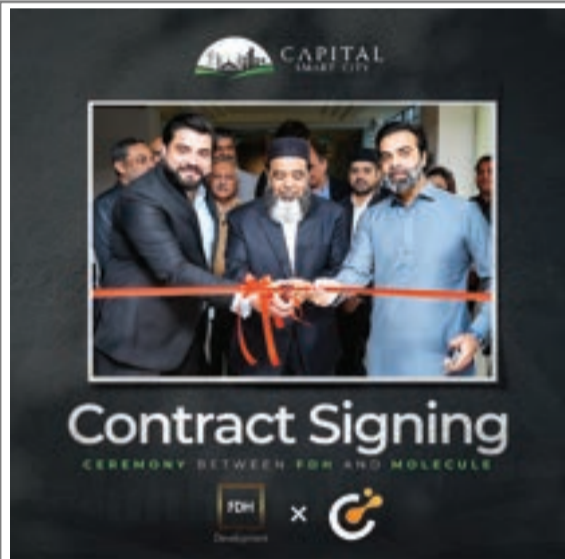 CAPITAL
SMART CITY
Contract Signing
CEREMONY BETWEEN FDH AND MOLECULE
FDH
Development
×